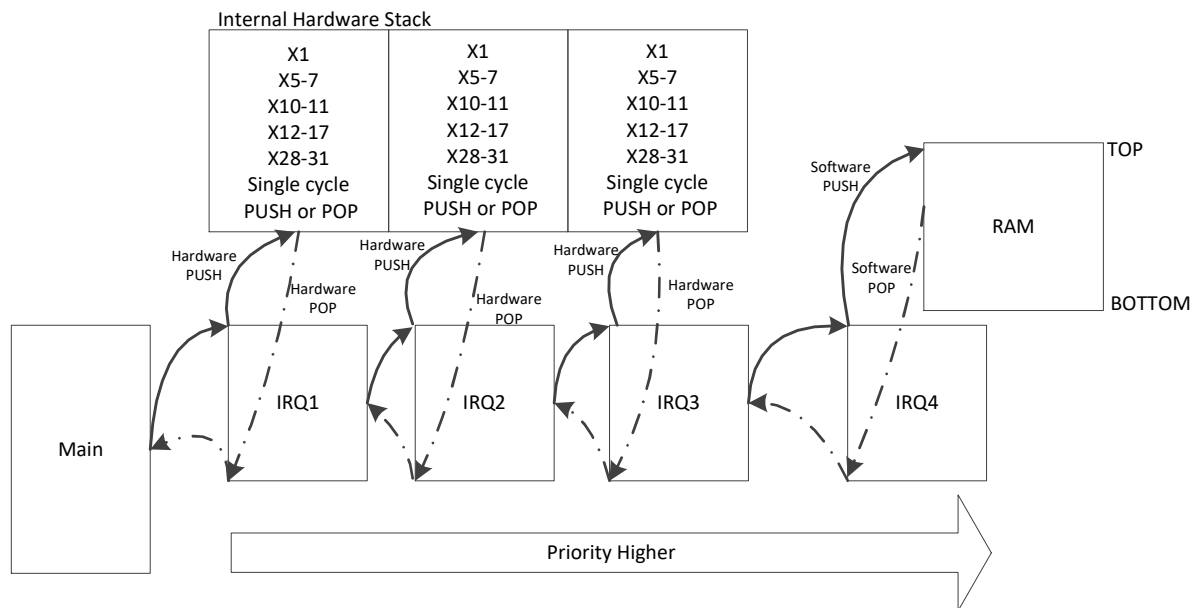 Internal Hardware Stack
X1
X5-7
X10-11
X12-17
X28-31
Single cycle
PUSH or POP
X1
X5-7
X10-11
X12-17
X28-31
Single cycle
PUSH or POP
X1
X5-7
X10-11
X12-17
X28-31
Single cycle
PUSH or POP
Software
PUSH
TOP
RAM
BOTTOM
Hardware
PUSH
Hardware
PUSH
Hardware
PUSH
Software
POP
Hardware
POP
Hardware
POP
Hardware
POP
Main
IRQ1
IRQ2
IRQ3
IRQ4
Priority Higher